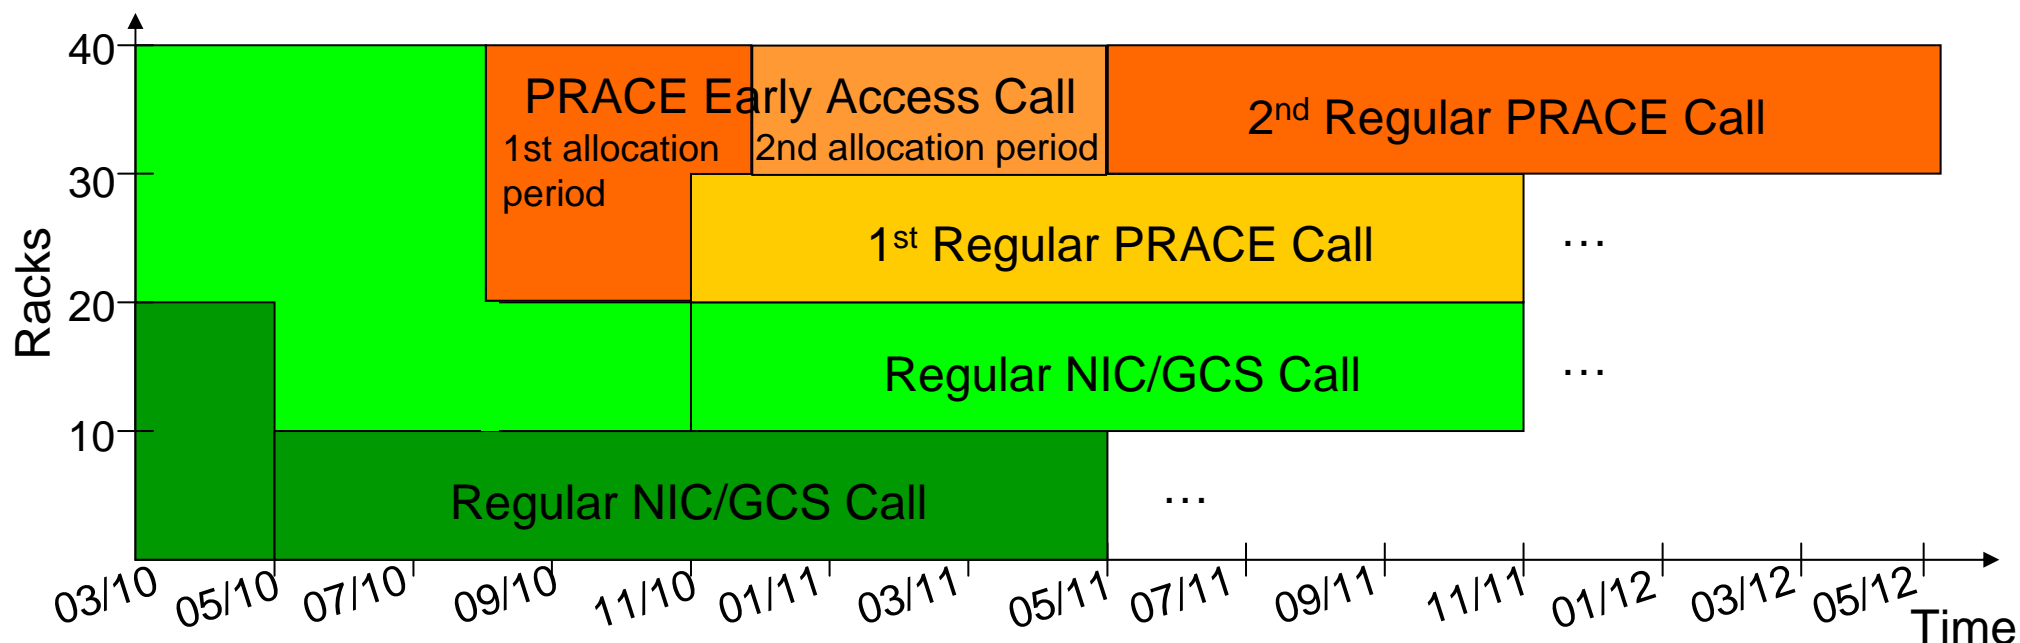 40
PRACE Early Access Call
2nd Regular PRACE Call
1st allocation
period
2nd allocation period
30
1st Regular PRACE Call
...
Racks
20
Regular NIC/GCS Call
...
10
Regular NIC/GCS Call
...
03/10 05/10 07/10 09/10 11/10 01/11 03/11 05/11 07/11 09/11 11/11 01/12 03/12 05/12
Time